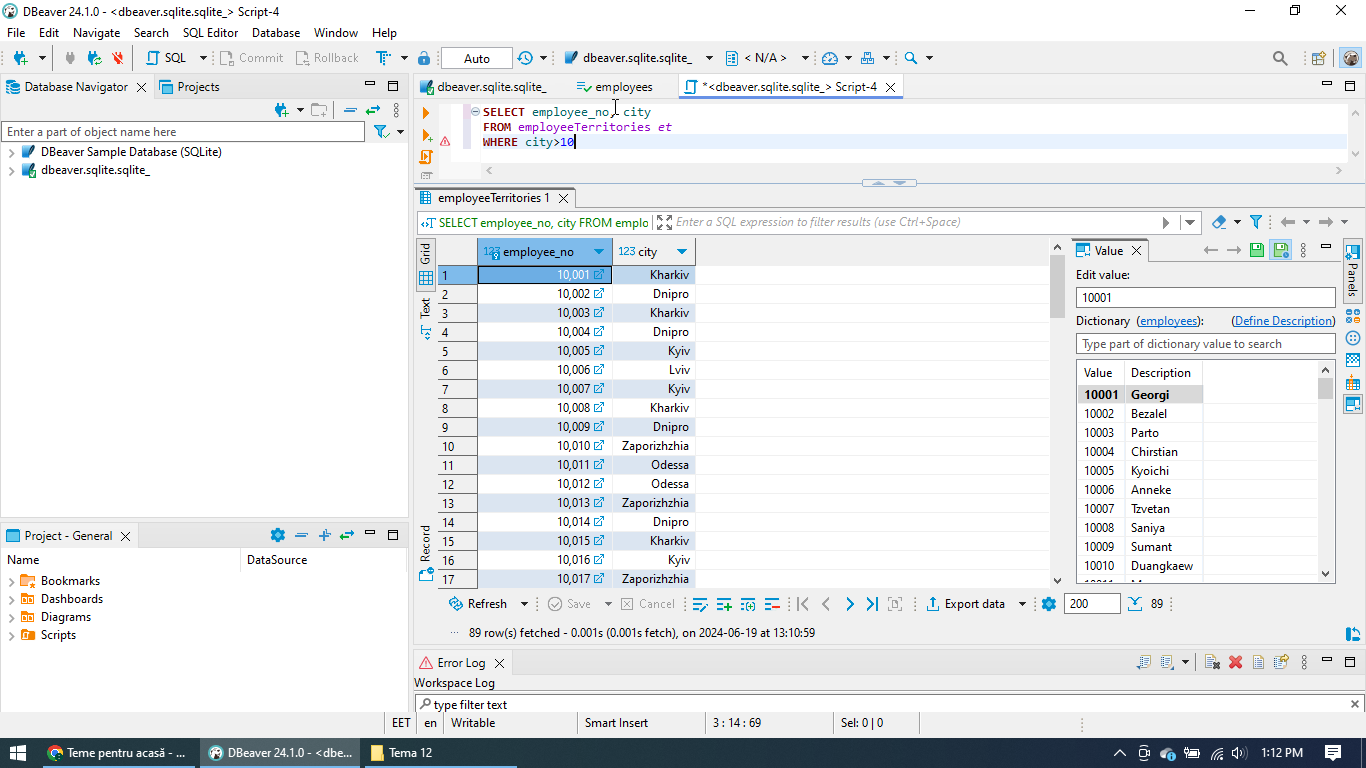 DBeaver 24.1.0 - <dbeaver.sqlite.sqlite_> Script-4
File Edit Navigate Search SQL Editor Database Window Help
SQL Commit Rollback Auto dbeaver.sqlite.sqlite_ < N/A >
Database Navigator Projects
Enter a part of object name here
DBeaver Sample Database (SQLite)
dbeaver.sqlite.sqlite_
Project - General
Name DataSource
Bookmarks
Dashboards
Diagrams
Scripts
dbeaver.sqlite.sqlite_ employees *<dbeaver.sqlite.sqlite_> Script-4
SELECT employee_no, city
FROM employeeTerritories et
WHERE city>10
employeeTerritories 1
SELECT employee_no, city FROM emplo Enter a SQL expression to filter results (use Ctrl+Space)
Grid
Text
Record
123 employee_no 123 city
1 10,001 Kharkiv
2 10,002 Dnipro
3 10,003 Kharkiv
4 10,004 Dnipro
5 10,005 Kyiv
6 10,006 Lviv
7 10,007 Kyiv
8 10,008 Kharkiv
9 10,009 Dnipro
10 10,010 Zaporizhzhia
11 10,011 Odessa
12 10,012 Odessa
13 10,013 Zaporizhzhia
14 10,014 Dnipro
15 10,015 Kharkiv
16 10,016 Kyiv
17 10,017 Zaporizhzhia
Value
Edit value:
10001
Dictionary (employees): (Define Description)
Type part of dictionary value to search
Value Description
10001 Georgi
10002 Bezalel
10003 Parto
10004 Chirstian
10005 Kyoichi
10006 Anneke
10007 Tzvetan
10008 Saniya
10009 Sumant
10010 Duangkaew
Panels
Refresh Save Cancel Export data 200 89
89 row(s) fetched - 0.001s (0.001s fetch), on 2024-06-19 at 13:10:59
Error Log
Workspace Log
type filter text
EET en Writable Smart Insert 3 : 14 : 69 Sel: 0 | 0
Teme pentru acasă - ... DBeaver 24.1.0 - <dbe... Tema 12 1:12 PM